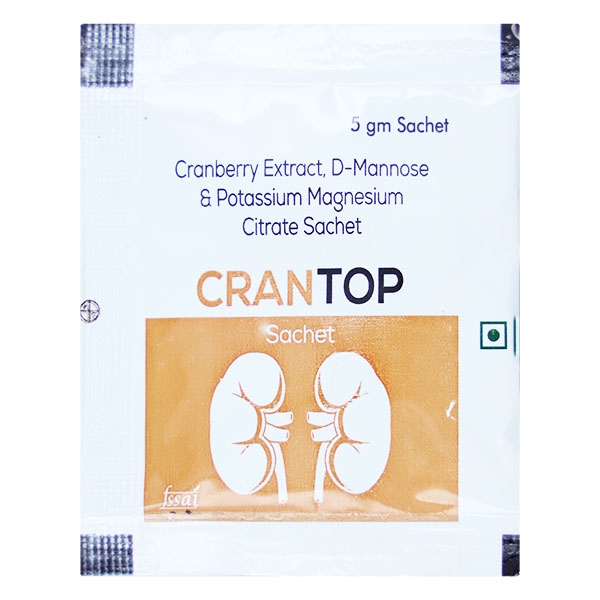 5 gm Sachet
Cranberry Extract, D-Mannose
& Potassium Magnesium
Citrate Sachet
CRANTOP
Sachet
fssai